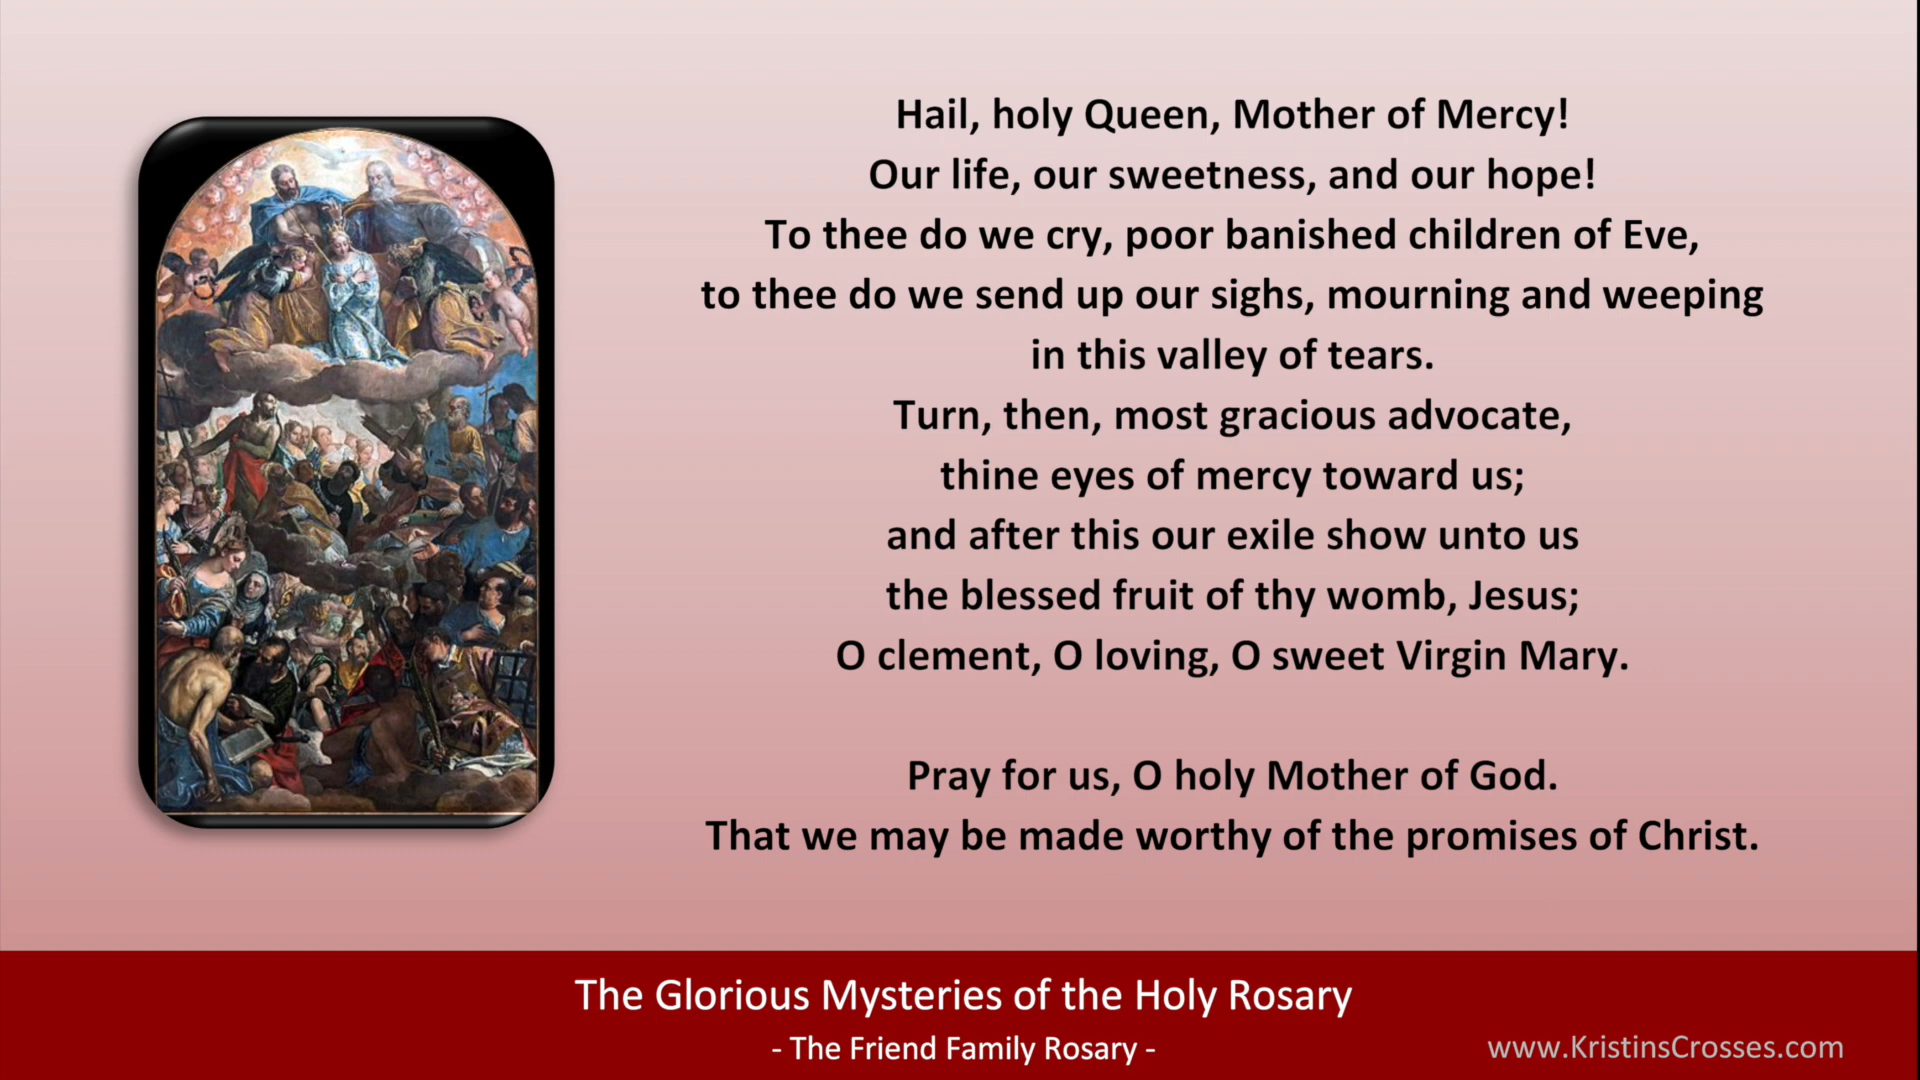 Hail, holy Queen, Mother of Mercy!
Our life, our sweetness, and our hope!
To thee do we cry, poor banished children of Eve,
to thee do we send up our sighs, mourning and weeping
in this valley of tears.
Turn, then, most gracious advocate,
thine eyes of mercy toward us;
and after this our exile show unto us
the blessed fruit of thy womb, Jesus;
O clement, O loving, O sweet Virgin Mary.
Pray for us, O holy Mother of God.
That we may be made worthy of the promises of Christ.
The Glorious Mysteries of the Holy Rosary
- The Friend Family Rosary -
www.KristinsCrosses.com